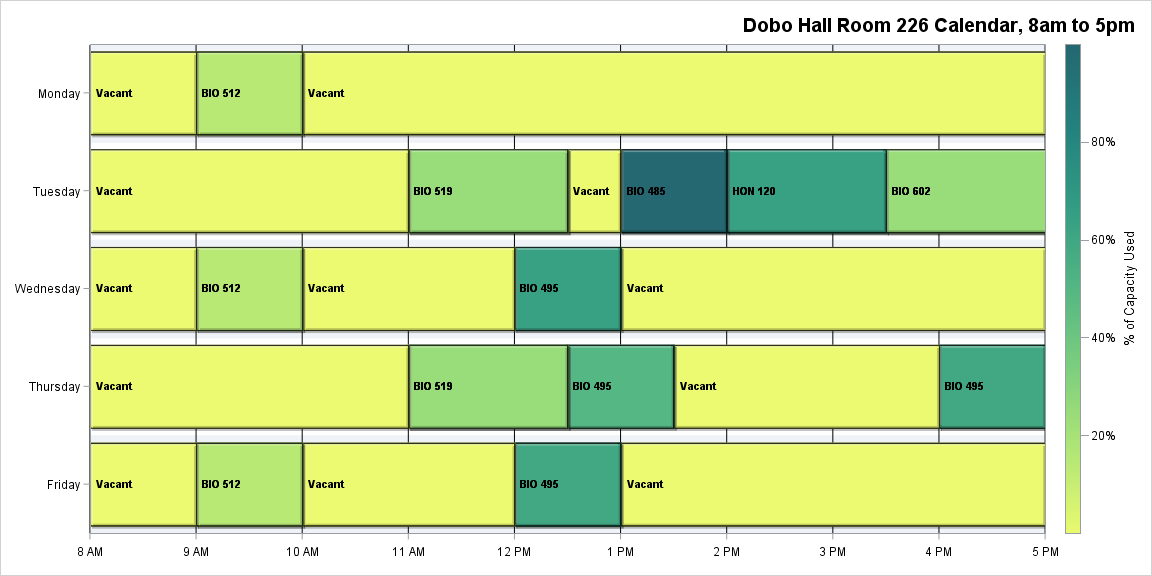 Dobo Hall Room 226 Calendar, 8am to 5pm
Monday
Vacant
BIO 512
Vacant
Tuesday
Vacant
BIO 519
Vacant
BIO 485
HON 120
BIO 602
Wednesday
Vacant
BIO 512
Vacant
BIO 495
Vacant
Thursday
Vacant
BIO 519
BIO 495
Vacant
BIO 495
Friday
Vacant
BIO 512
Vacant
BIO 495
Vacant
8 AM
9 AM
10 AM
11 AM
12 PM
1 PM
2 PM
3 PM
4 PM
5 PM
80%
60%
40%
20%
% of Capacity Used